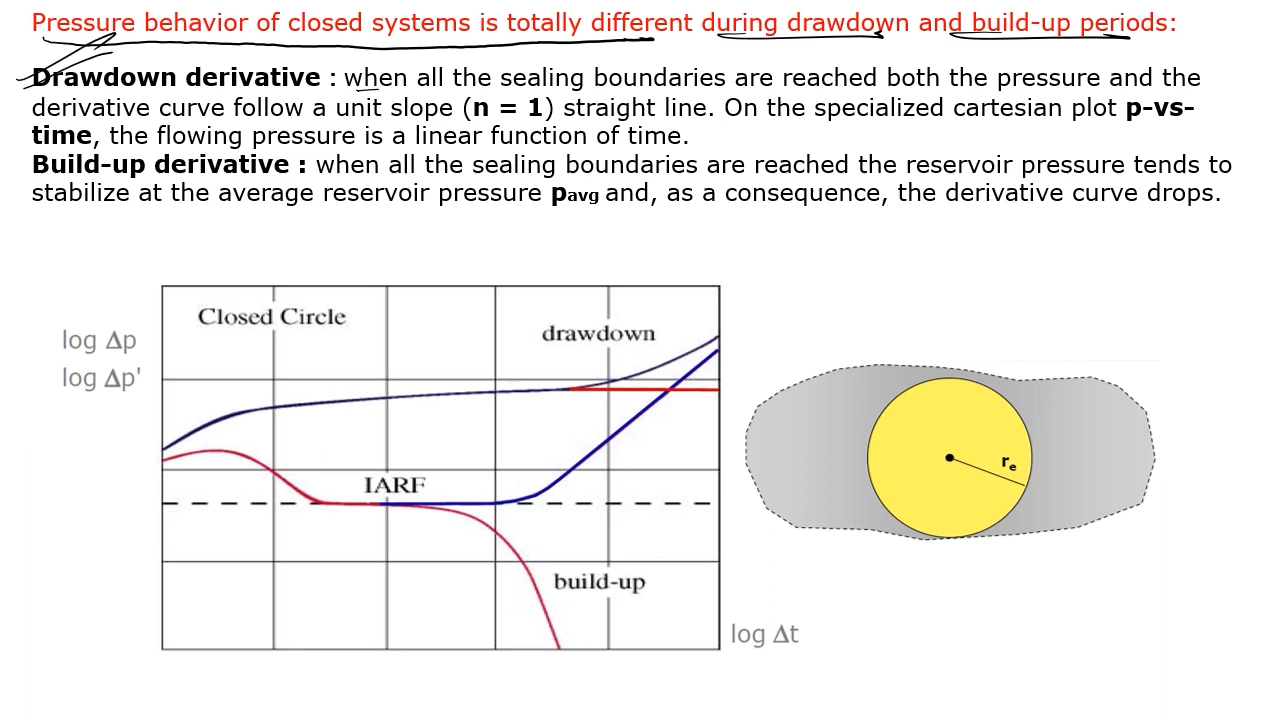 Pressure behavior of closed systems is totally different during drawdown and build-up periods:
Drawdown derivative : when all the sealing boundaries are reached both the pressure and the
derivative curve follow a unit slope (n = 1) straight line. On the specialized cartesian plot p-vs-
time, the flowing pressure is a linear function of time.
Build-up derivative : when all the sealing boundaries are reached the reservoir pressure tends to
stabilize at the average reservoir pressure pavg and, as a consequence, the derivative curve drops.
Closed Circle
drawdown
log Δp
log Δp'
IARF
re
build-up
log Δt